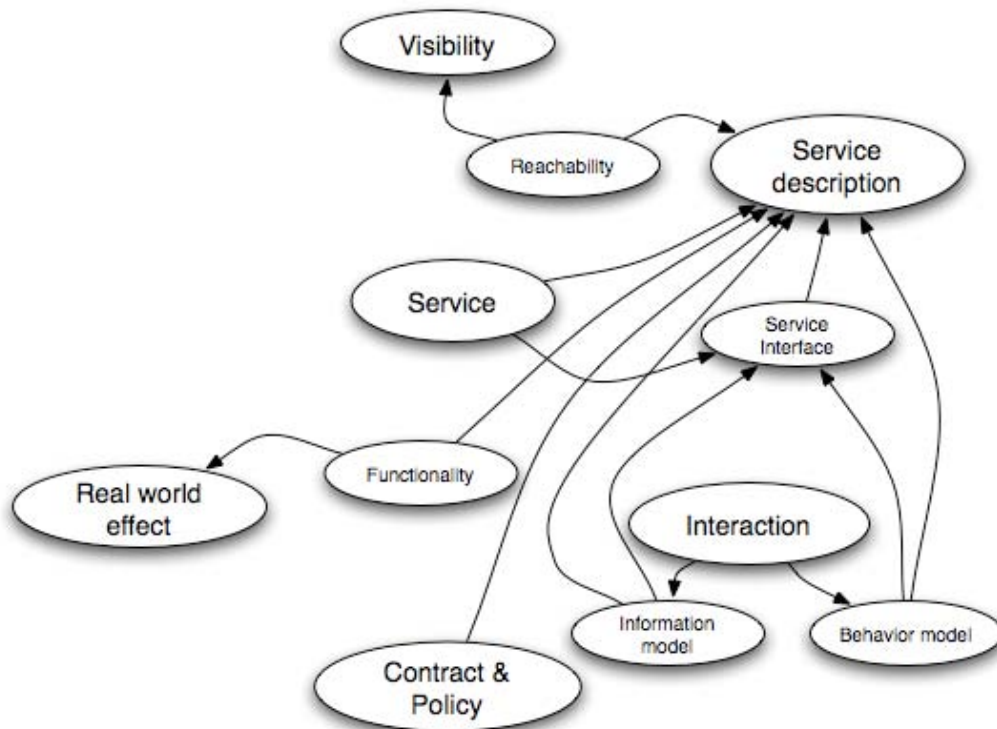 Visibility
Reachability
Service
description
Service
Service
Interface
Functionality
Real world
effect
Interaction
Information
model
Behavior model
Contract &
Policy